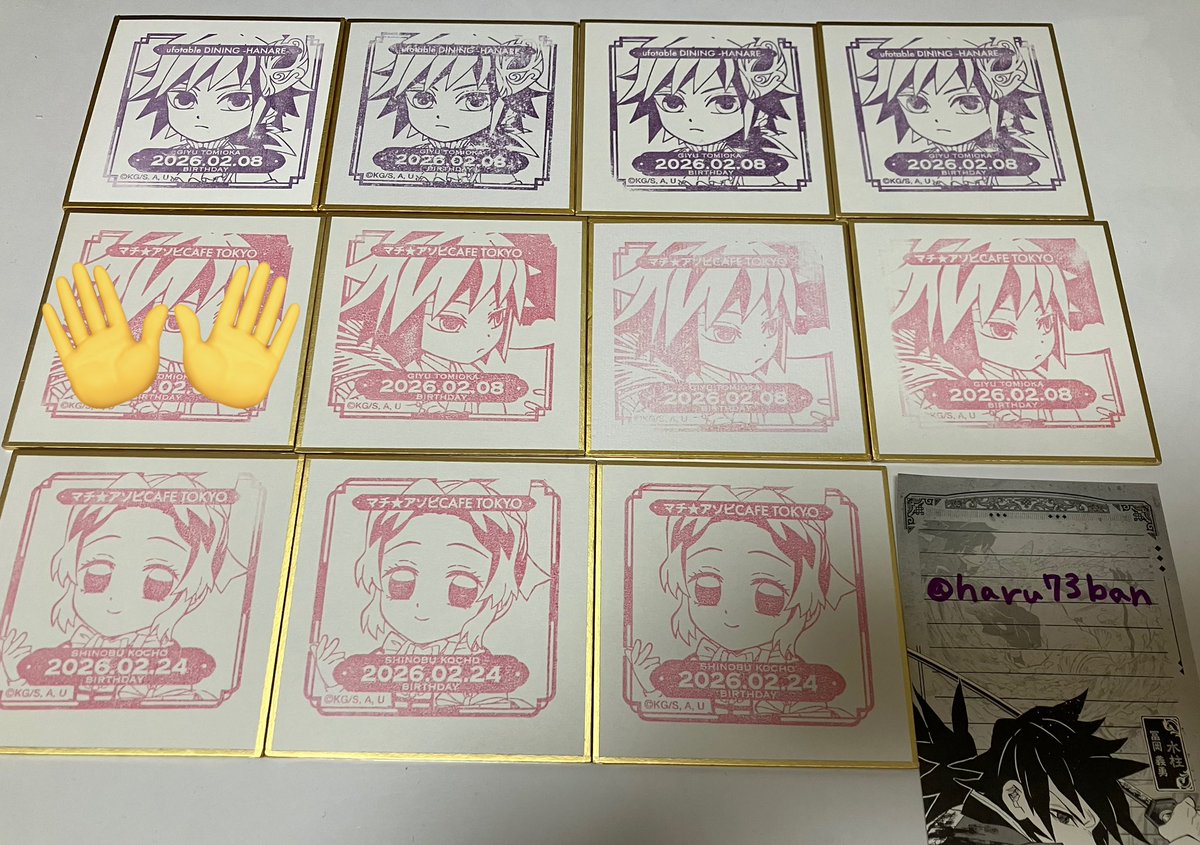 ufotable DINING -HANARE-
GIYU TOMIOKA
2026.02.08
BIRTHDAY
©KG/S, A, U
ufotable DINING -HANARE-
GIYU TOMIOKA
2026.02.08
BIRTHDAY
©KG/S, A, U
ufotable DINING -HANARE-
GIYU TOMIOKA
2026.02.08
BIRTHDAY
©KG/S, A, U
ufotable DINING -HANARE-
GIYU TOMIOKA
2026.02.08
BIRTHDAY
©KG/S, A, U
マチ★アソビCAFE TOKYO
マチ★アソビCAFE TOKYO
GIYU TOMIOKA
2026.02.08
BIRTHDAY
©KG/S, A, U
マチ★アソビCAFE TOKYO
GIYU TOMIOKA
2026.02.08
BIRTHDAY
©KG/S, A, U
マチ★アソビCAFE TOKYO
GIYU TOMIOKA
2026.02.08
BIRTHDAY
マチ★アソビCAFE TOKYO
SHINOBU KOCHO
2026.02.24
BIRTHDAY
©KG/S, A, U
マチ★アソビCAFE TOKYO
SHINOBU KOCHO
2026.02.24
BIRTHDAY
©KG/S, A, U
マチ★アソビCAFE TOKYO
SHINOBU KOCHO
2026.02.24
BIRTHDAY
©KG/S, A, U
@haru73ban
水柱
冨岡義勇